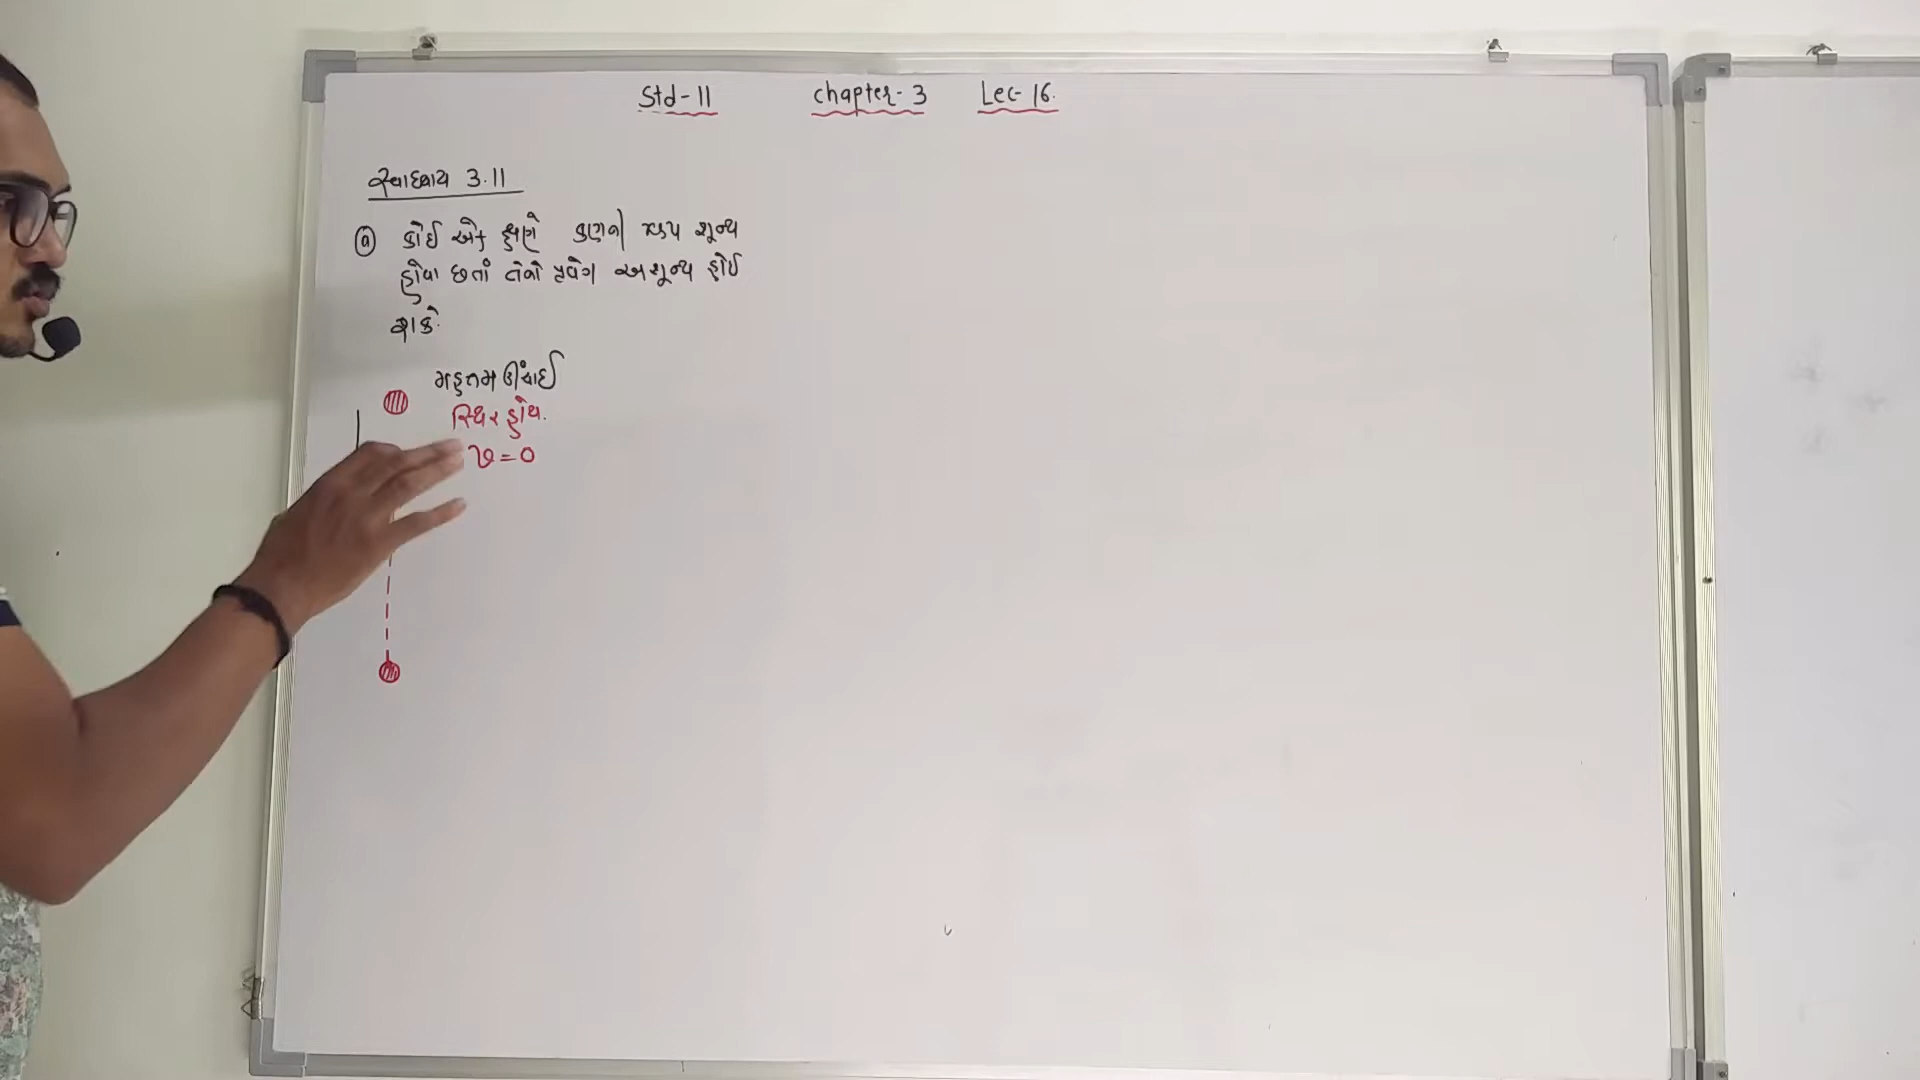 Std-11 Chapter-3 Lec-16.
સ્વાધ્યાય 3.11
(a) કોઈ એક ક્ષણે કણની ઝડપ શૂન્ય
હોવા છતાં તેનો પ્રવેગ અશૂન્ય હોઈ
શકે.
મહત્તમ ઊંચાઈ
સ્થિર હોય.
v=0